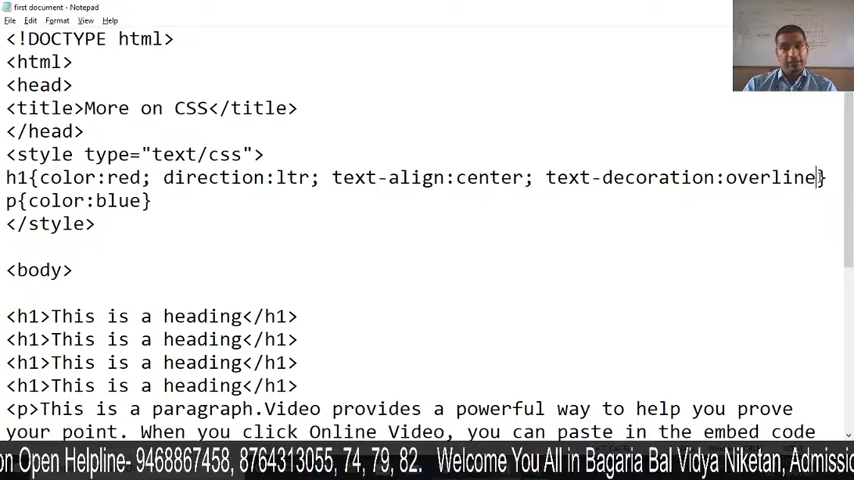 first document - Notepad
File Edit Format View Help
<!DOCTYPE html>
<html>
<head>
<title>More on CSS</title>
</head>
<style type="text/css">
h1{color:red; direction:ltr; text-align:center; text-decoration:overline}
p{color:blue}
</style>
<body>
<h1>This is a heading</h1>
<h1>This is a heading</h1>
<h1>This is a heading</h1>
<h1>This is a heading</h1>
<p>This is a paragraph.Video provides a powerful way to help you prove
your point. When you click Online Video, you can paste in the embed code
on Open Helpline- 9468867458, 8764313055, 74, 79, 82. Welcome You All in Bagaria Bal Vidya Niketan, Admissio